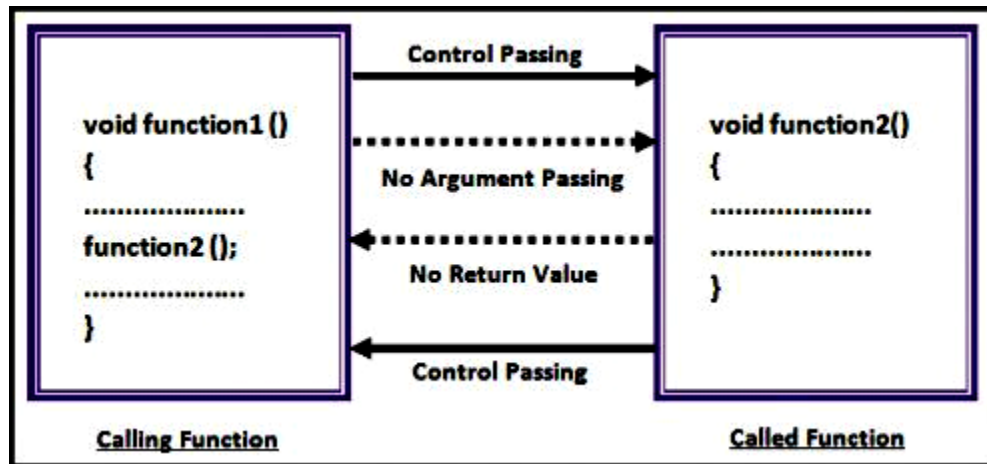 Control Passing
void function1 ()
{
.....................
function2 ();
.....................
}
No Argument Passing
No Return Value
Control Passing
void function2()
{
.....................
.....................
}
Calling Function
Called Function